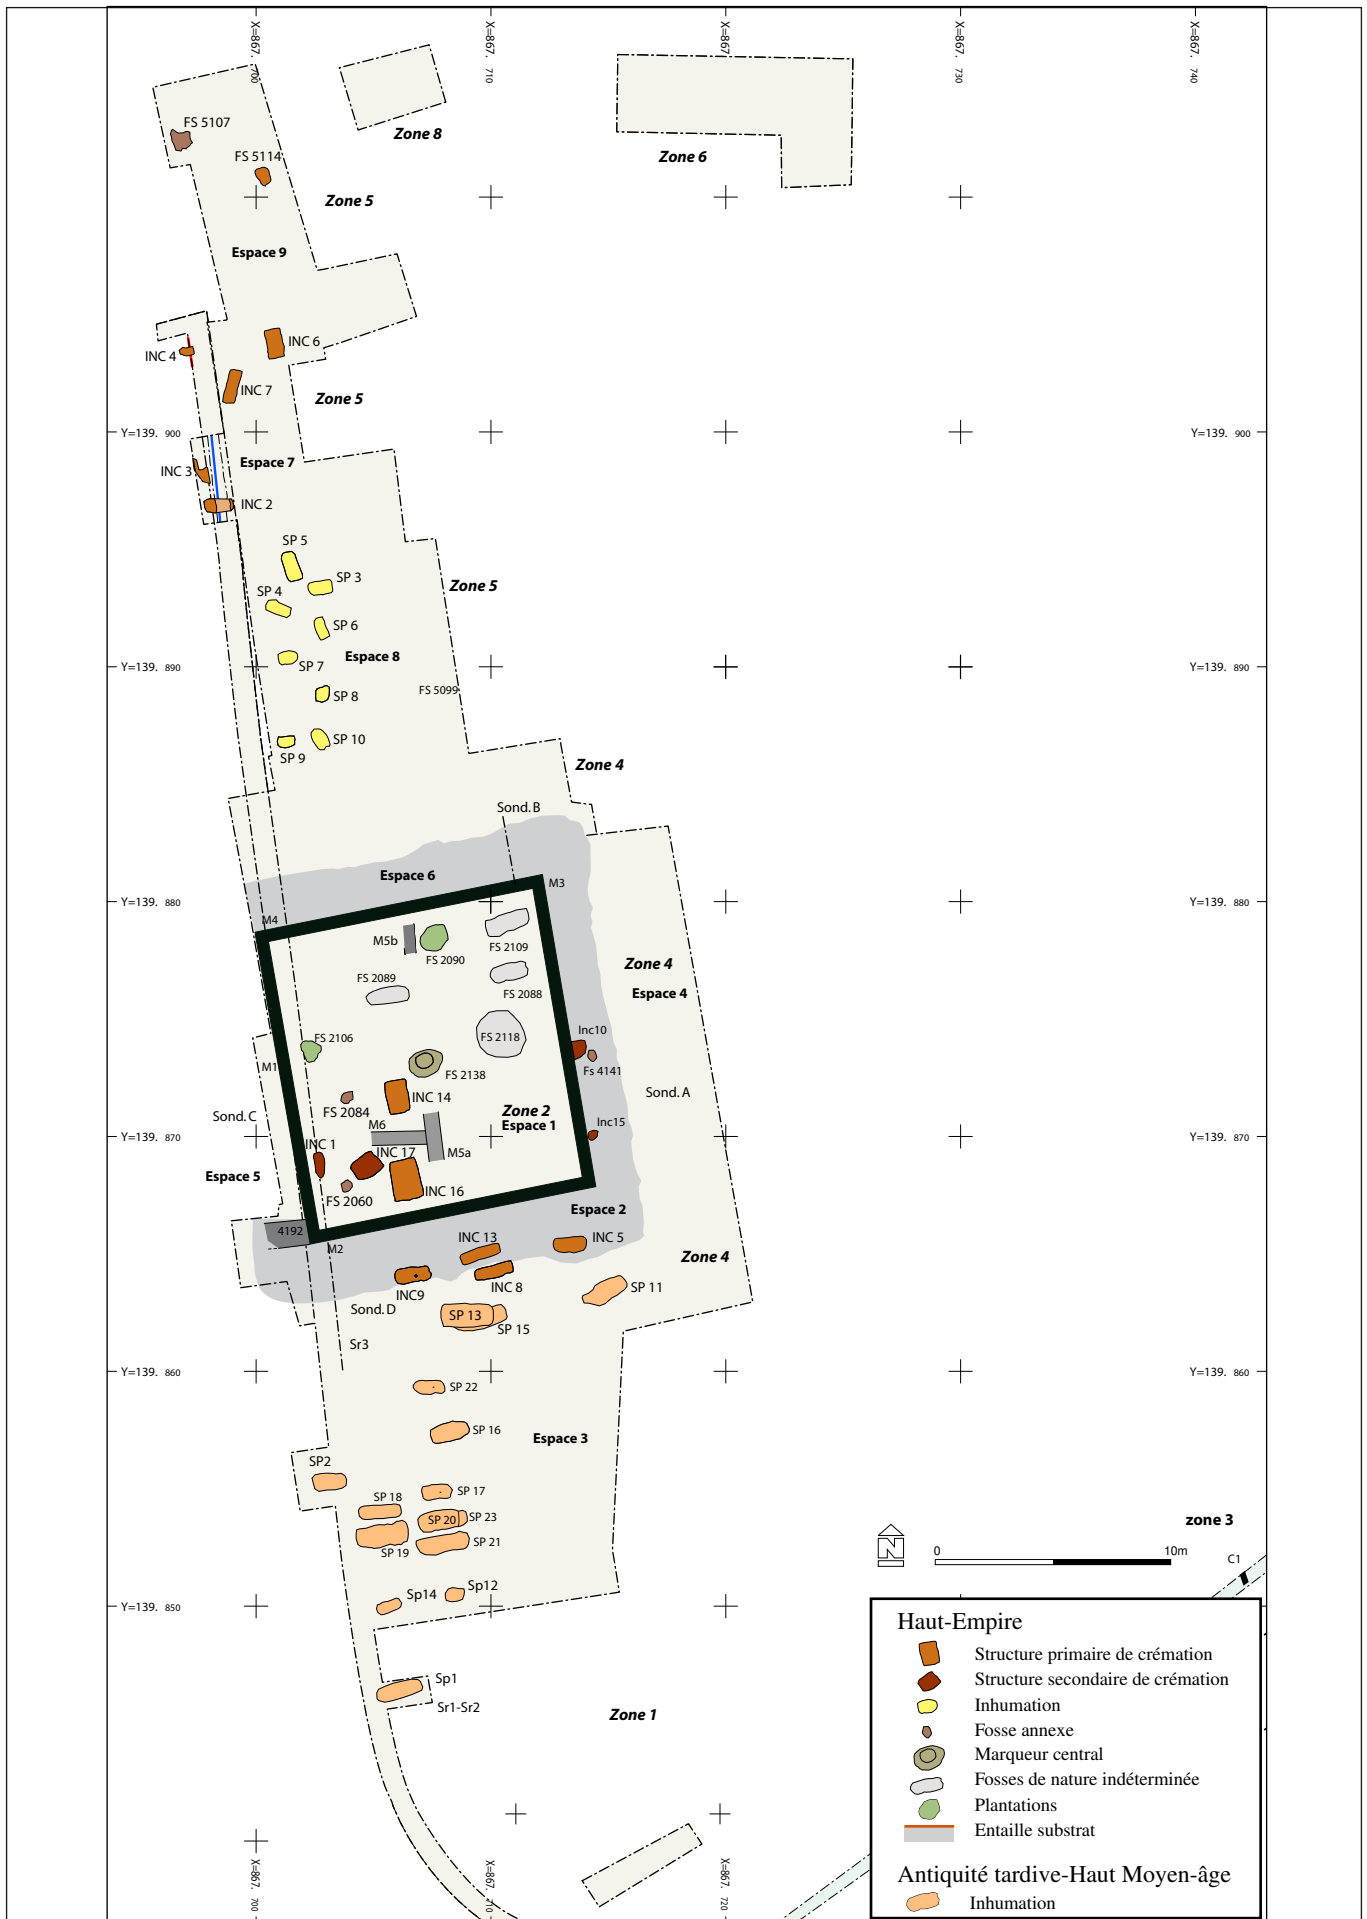 X=867. 700
X=867. 710
X=867.
X=867. 730
X=867. 740
FS 5107
Zone 8
FS 5114
Zone 6
Zone 5
Espace 9
INC 4
INC 6
INC 7
Zone 5
Y=139. 900
Y=139. 900
Espace 7
INC 3
INC 2
SP 5
SP 3
SP 4
Zone 5
SP 6
Espace 8
SP 7
Y=139. 890
Y=139. 890
FS 5099
SP 8
SP 10
SP 9
Zone 4
Sond. B
Espace 6
M3
Y=139. 880
Y=139. 880
M4
M5b
FS 2109
FS 2090
Zone 4
FS 2089
FS 2088
Espace 4
Inc10
FS 2106
FS 2118
M1
FS 2138
Fs 4141
Sond. A
INC 14
FS 2084
Zone 2
Sond. C
M6
Espace 1
Inc15
Y=139. 870
Y=139. 870
INC 1
INC 17
M5a
Espace 5
INC 16
FS 2060
Espace 2
4192
INC 13
INC 5
M2
Zone 4
INC9
INC 8
SP 11
Sond. D
SP 13
SP 15
Sr3
Y=139. 860
Y=139. 860
SP 22
SP 16
Espace 3
SP2
SP 17
SP 18
SP 20
SP 23
SP 19
SP 21
zone 3
N
0
10m
C1
Sp14
Sp12
Y=139. 850
Sp1
Sr1-Sr2
Zone 1
X=867. 700
X=867. 710
X=867. 720
Haut-Empire
Structure primaire de crémation
Structure secondaire de crémation
Inhumation
Fosse annexe
Marqueur central
Fosses de nature indéterminée
Plantations
Entaille substrat
Antiquité tardive-Haut Moyen-âge
Inhumation